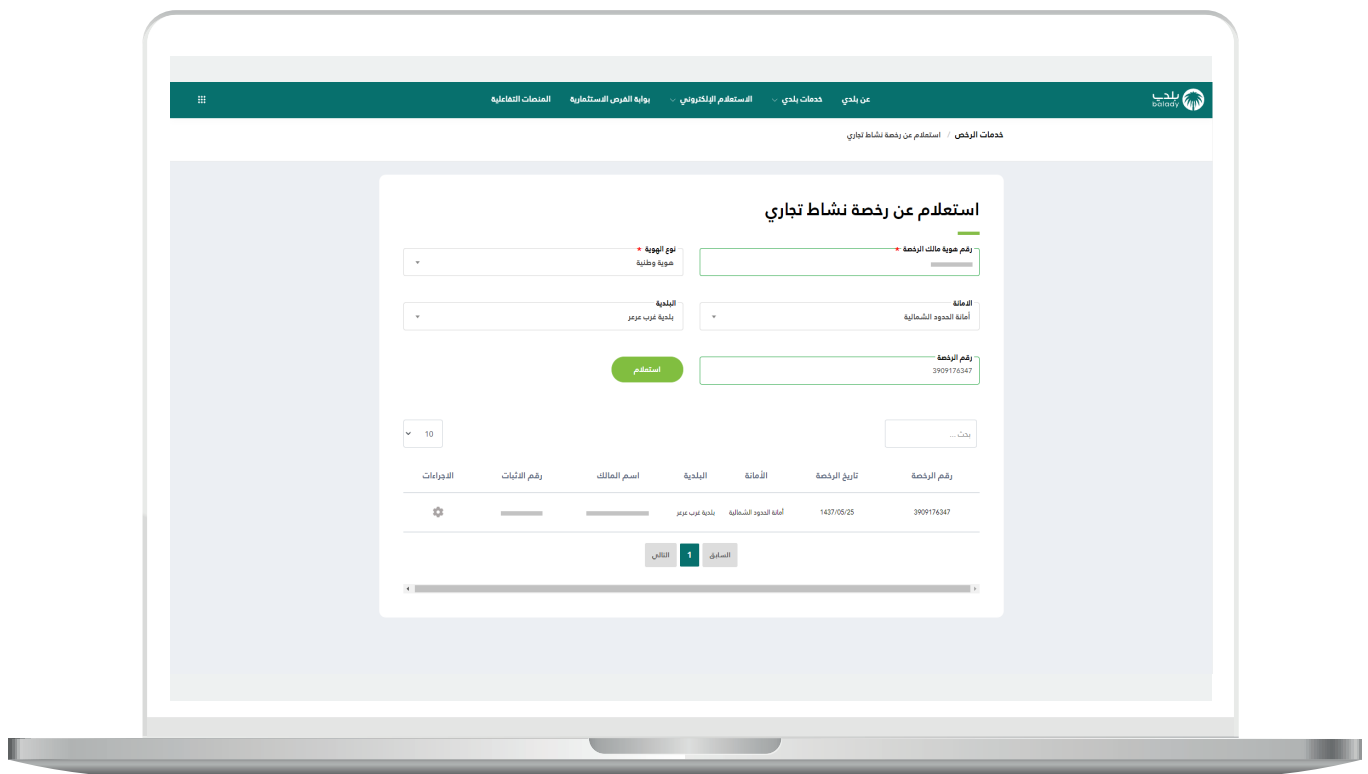 بلدي
balady
عن بلدي
خدمات بلدي
الاستعلام الإلكتروني
بوابة الفرص الاستثمارية
المنصات التفاعلية
خدمات الرخص / استعلام عن رخصة نشاط تجاري
استعلام عن رخصة نشاط تجاري
رقم هوية مالك الرخصة *
نوع الهوية *
هوية وطنية
الامانة
أمانة الحدود الشمالية
البلدية
بلدية غرب عرعر
رقم الرخصة
3909176347
استعلام
بحث ...
10
رقم الرخصة تاريخ الرخصة الأمانة البلدية اسم المالك رقم الاثبات الاجراءات
3909176347 1437/05/25 أمانة الحدود الشمالية بلدية غرب عرعر
السابق 1 التالي